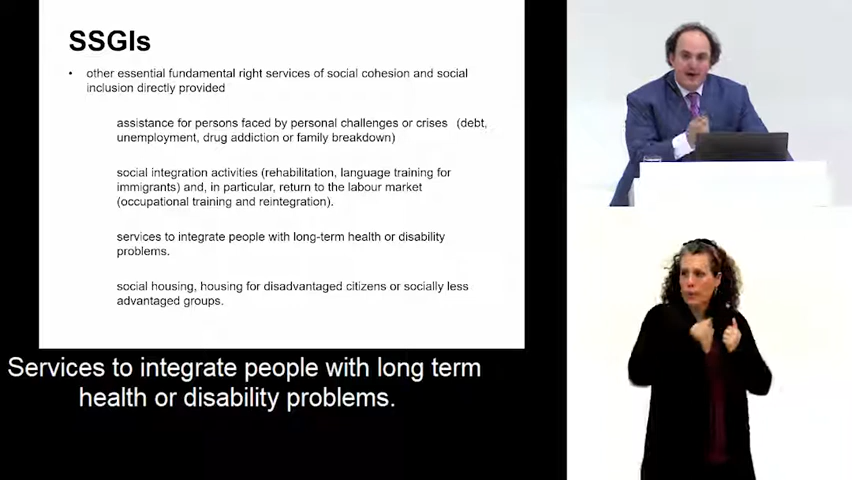 SSGIs
• other essential fundamental right services of social cohesion and social
inclusion directly provided
assistance for persons faced by personal challenges or crises (debt,
unemployment, drug addiction or family breakdown)
social integration activities (rehabilitation, language training for
immigrants) and, in particular, return to the labour market
(occupational training and reintegration).
services to integrate people with long-term health or disability
problems.
social housing, housing for disadvantaged citizens or socially less
advantaged groups.
Services to integrate people with long term
health or disability problems.